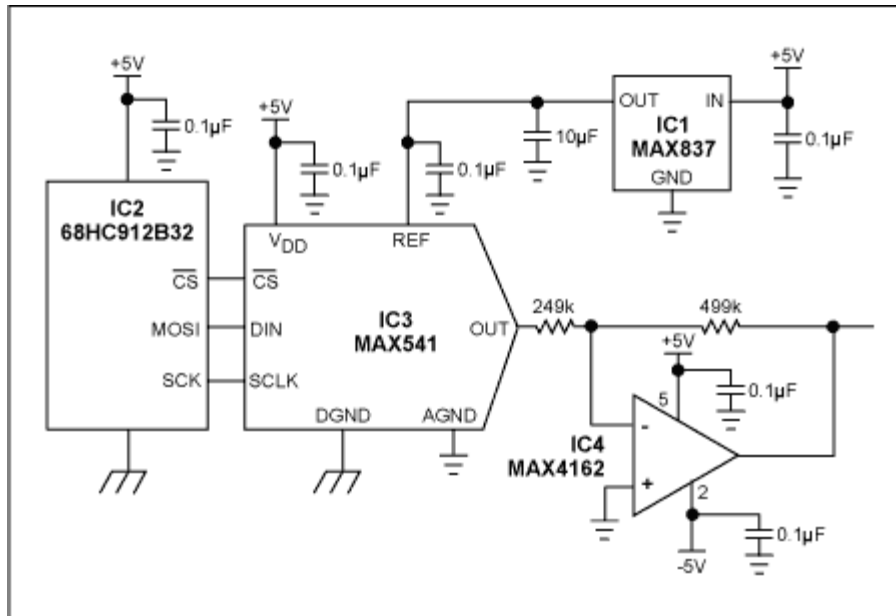 +5V
0.1µF
IC2
68HC912B32
CS
MOSI
SCK
+5V
0.1µF
VDD
REF
CS
DIN
SCLK
IC3
MAX541
OUT
DGND
AGND
0.1µF
10µF
OUT
IN
IC1
MAX837
GND
+5V
0.1µF
249k
499k
+5V
0.1µF
5
-
+
IC4
MAX4162
2
0.1µF
-5V